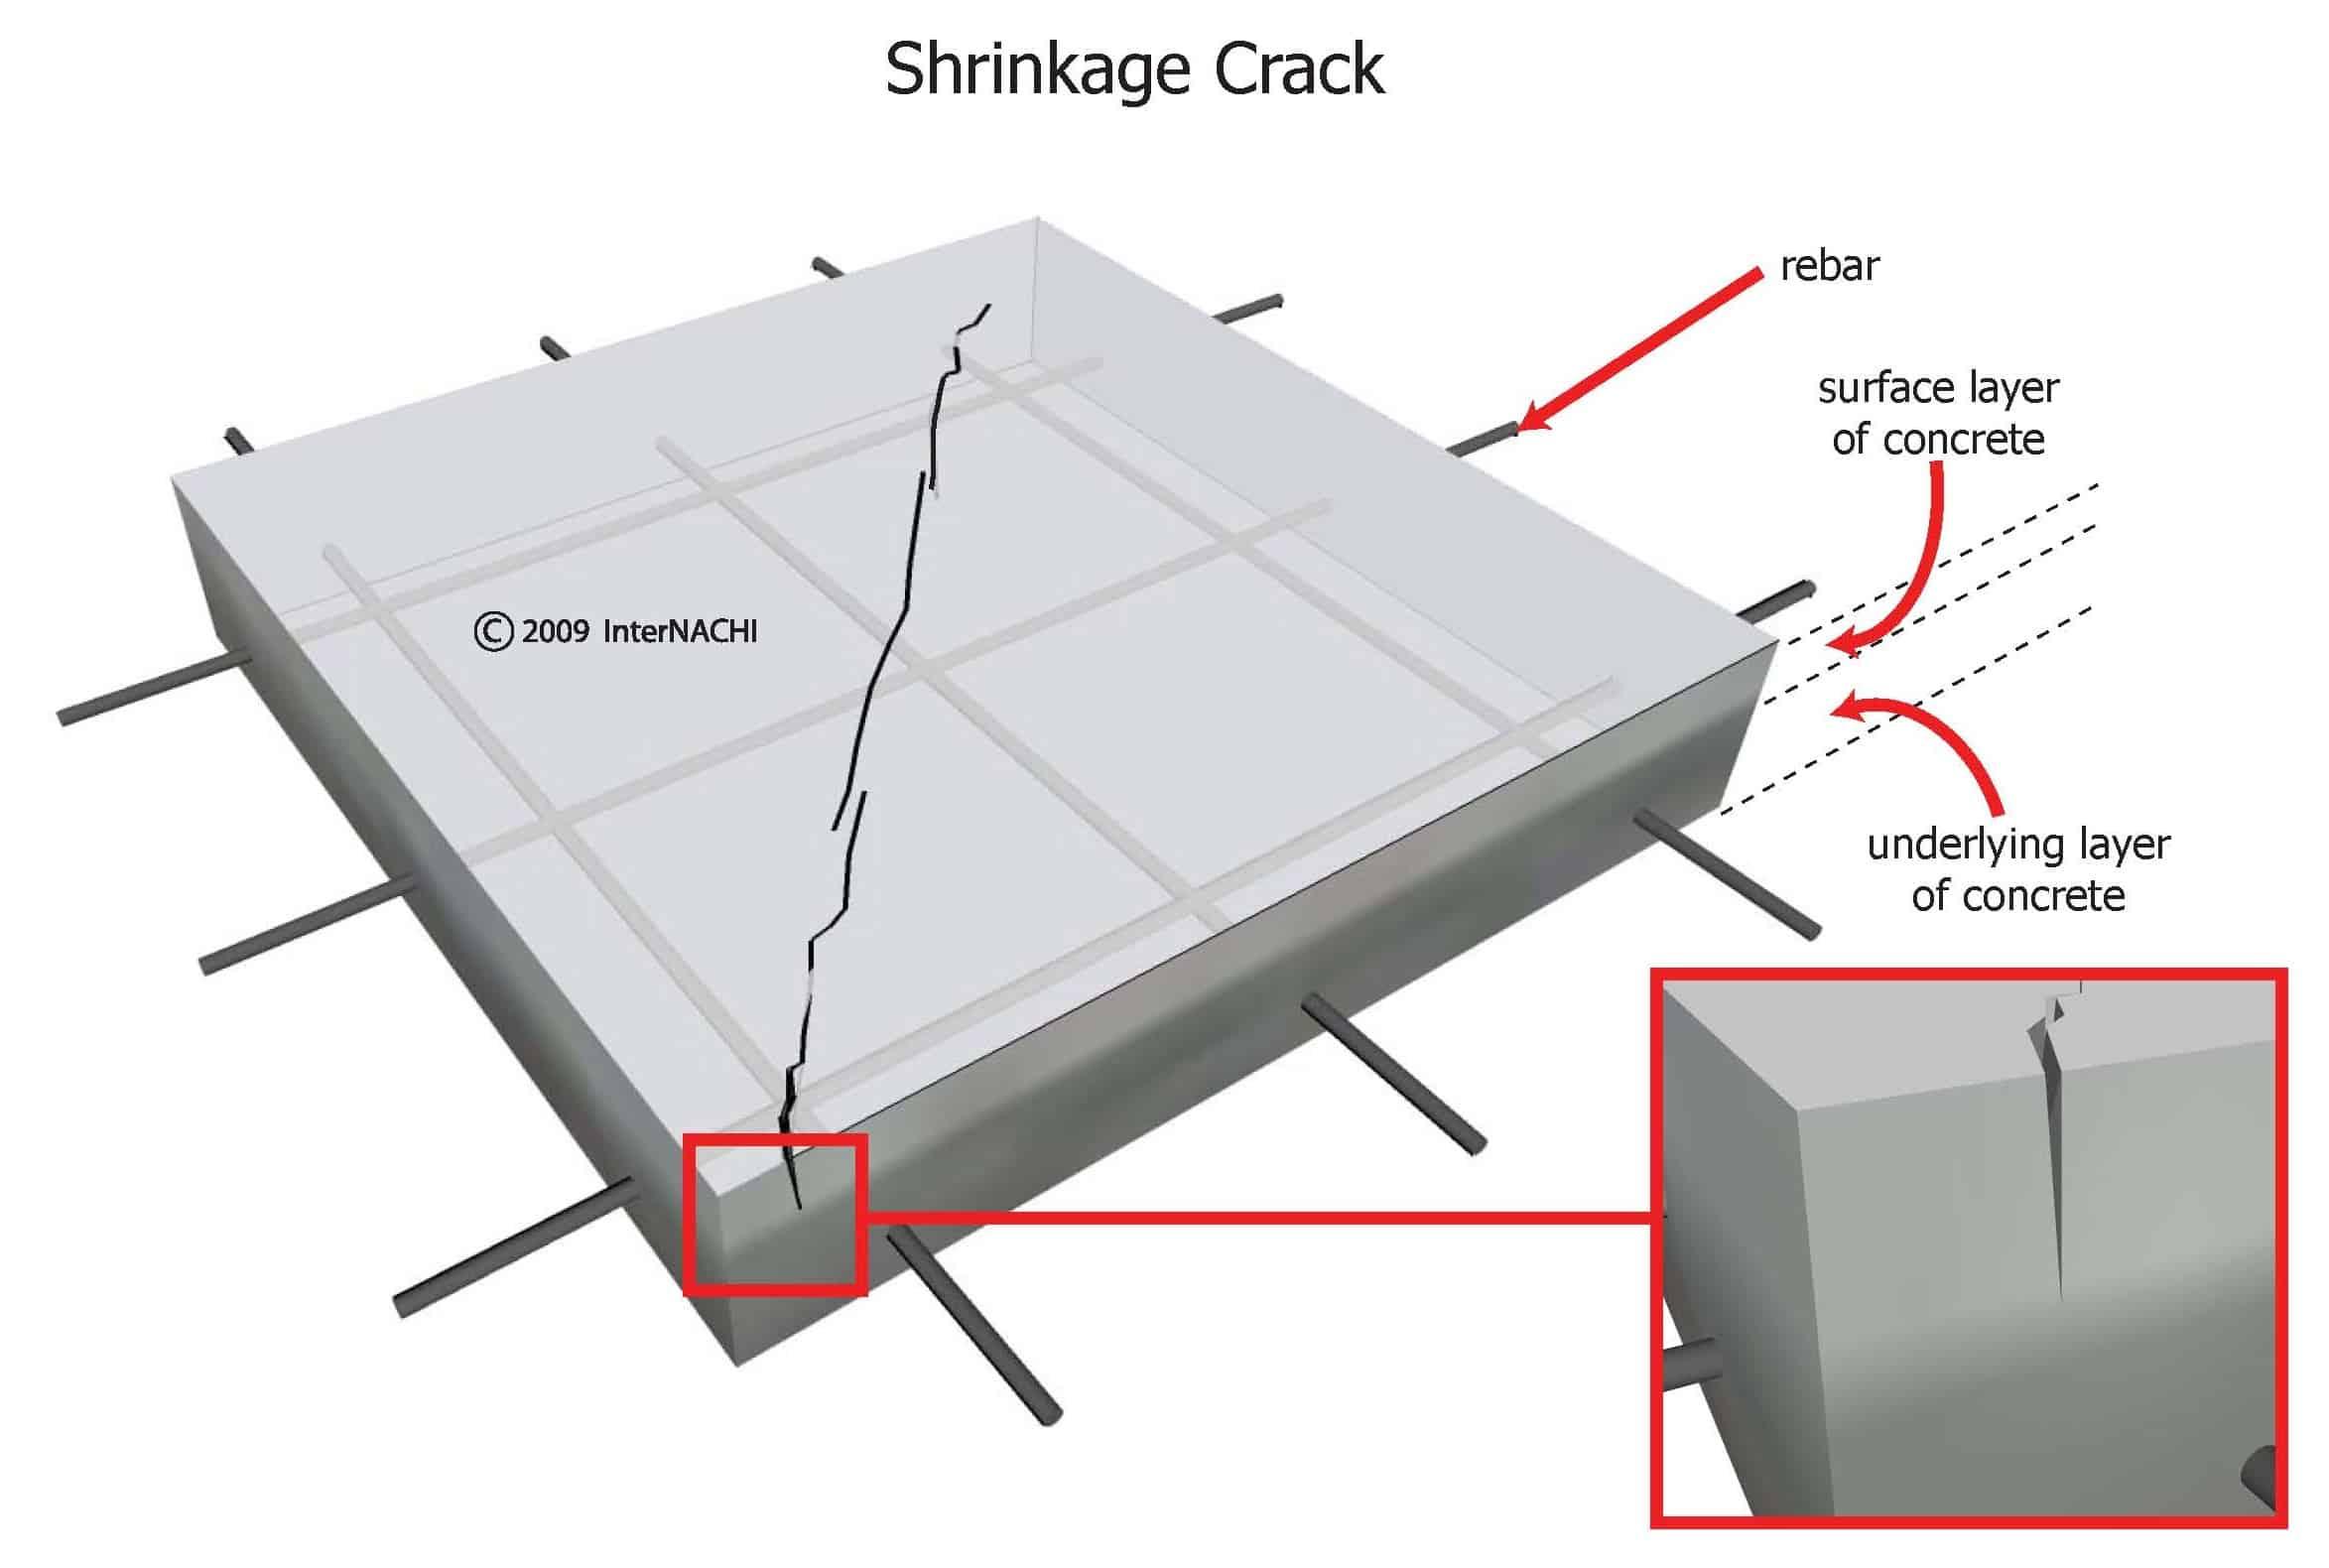 Shrinkage Crack
rebar
surface layer
of concrete
© 2009 InterNACHI
underlying layer
of concrete